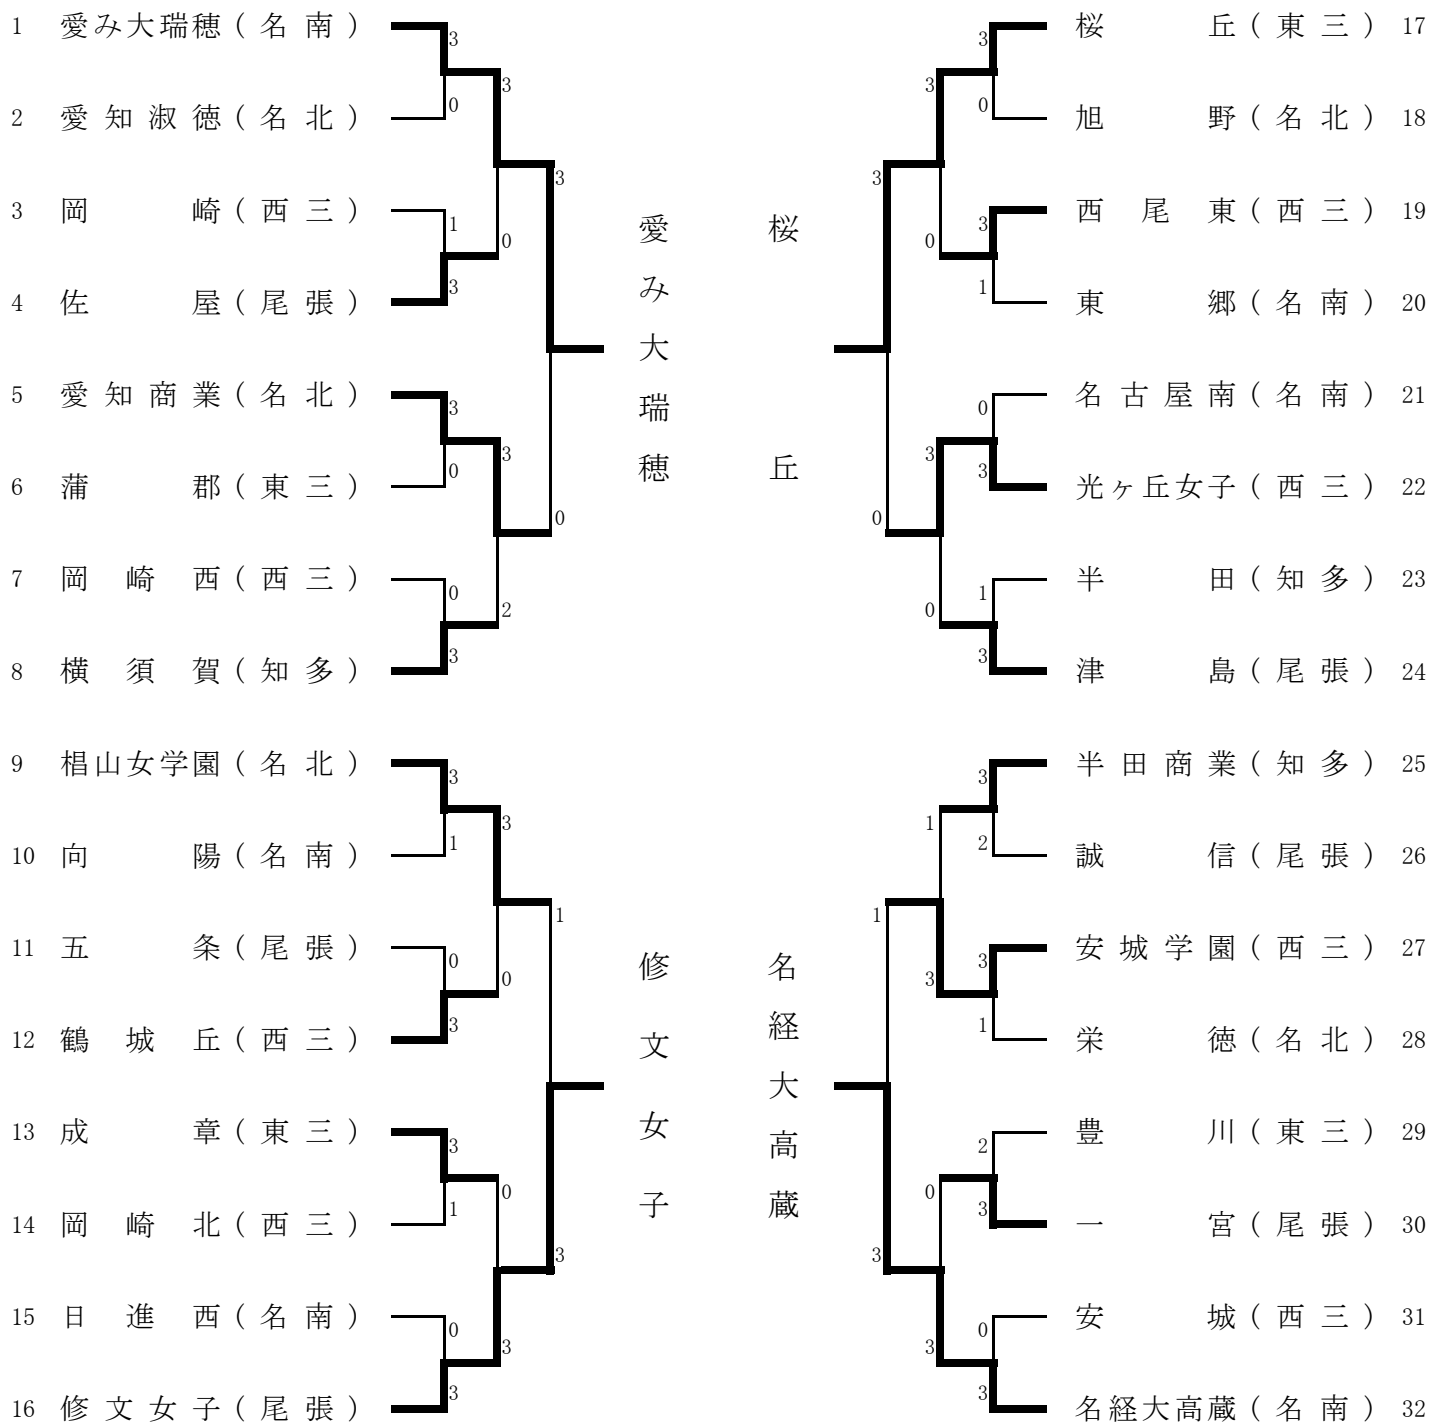 1 愛み大瑞穂(名南)
3
2 愛知淑徳(名北)
0
3
3 岡崎(西三)
1
4 佐屋(尾張)
3
0
3
5 愛知商業(名北)
3
6 蒲郡(東三)
0
3
7 岡崎西(西三)
0
8 横須賀(知多)
3
2
0
愛み大瑞穂
9 椙山女学園(名北)
3
10 向陽(名南)
1
3
11 五条(尾張)
0
12 鶴城丘(西三)
3
0
1
13 成章(東三)
3
14 岡崎北(西三)
1
0
15 日進西(名南)
0
16 修文女子(尾張)
3
3
3
修文女子
桜丘
桜丘(東三) 17
3
旭野(名北) 18
0
3
西尾東(西三) 19
3
東郷(名南) 20
1
0
3
名古屋南(名南) 21
0
光ヶ丘女子(西三) 22
3
3
半田(知多) 23
1
津島(尾張) 24
3
0
0
名経大高蔵
半田商業(知多) 25
3
誠信(尾張) 26
2
1
安城学園(西三) 27
3
栄徳(名北) 28
1
3
1
豊川(東三) 29
2
一宮(尾張) 30
3
0
安城(西三) 31
0
名経大高蔵(名南) 32
3
3
3